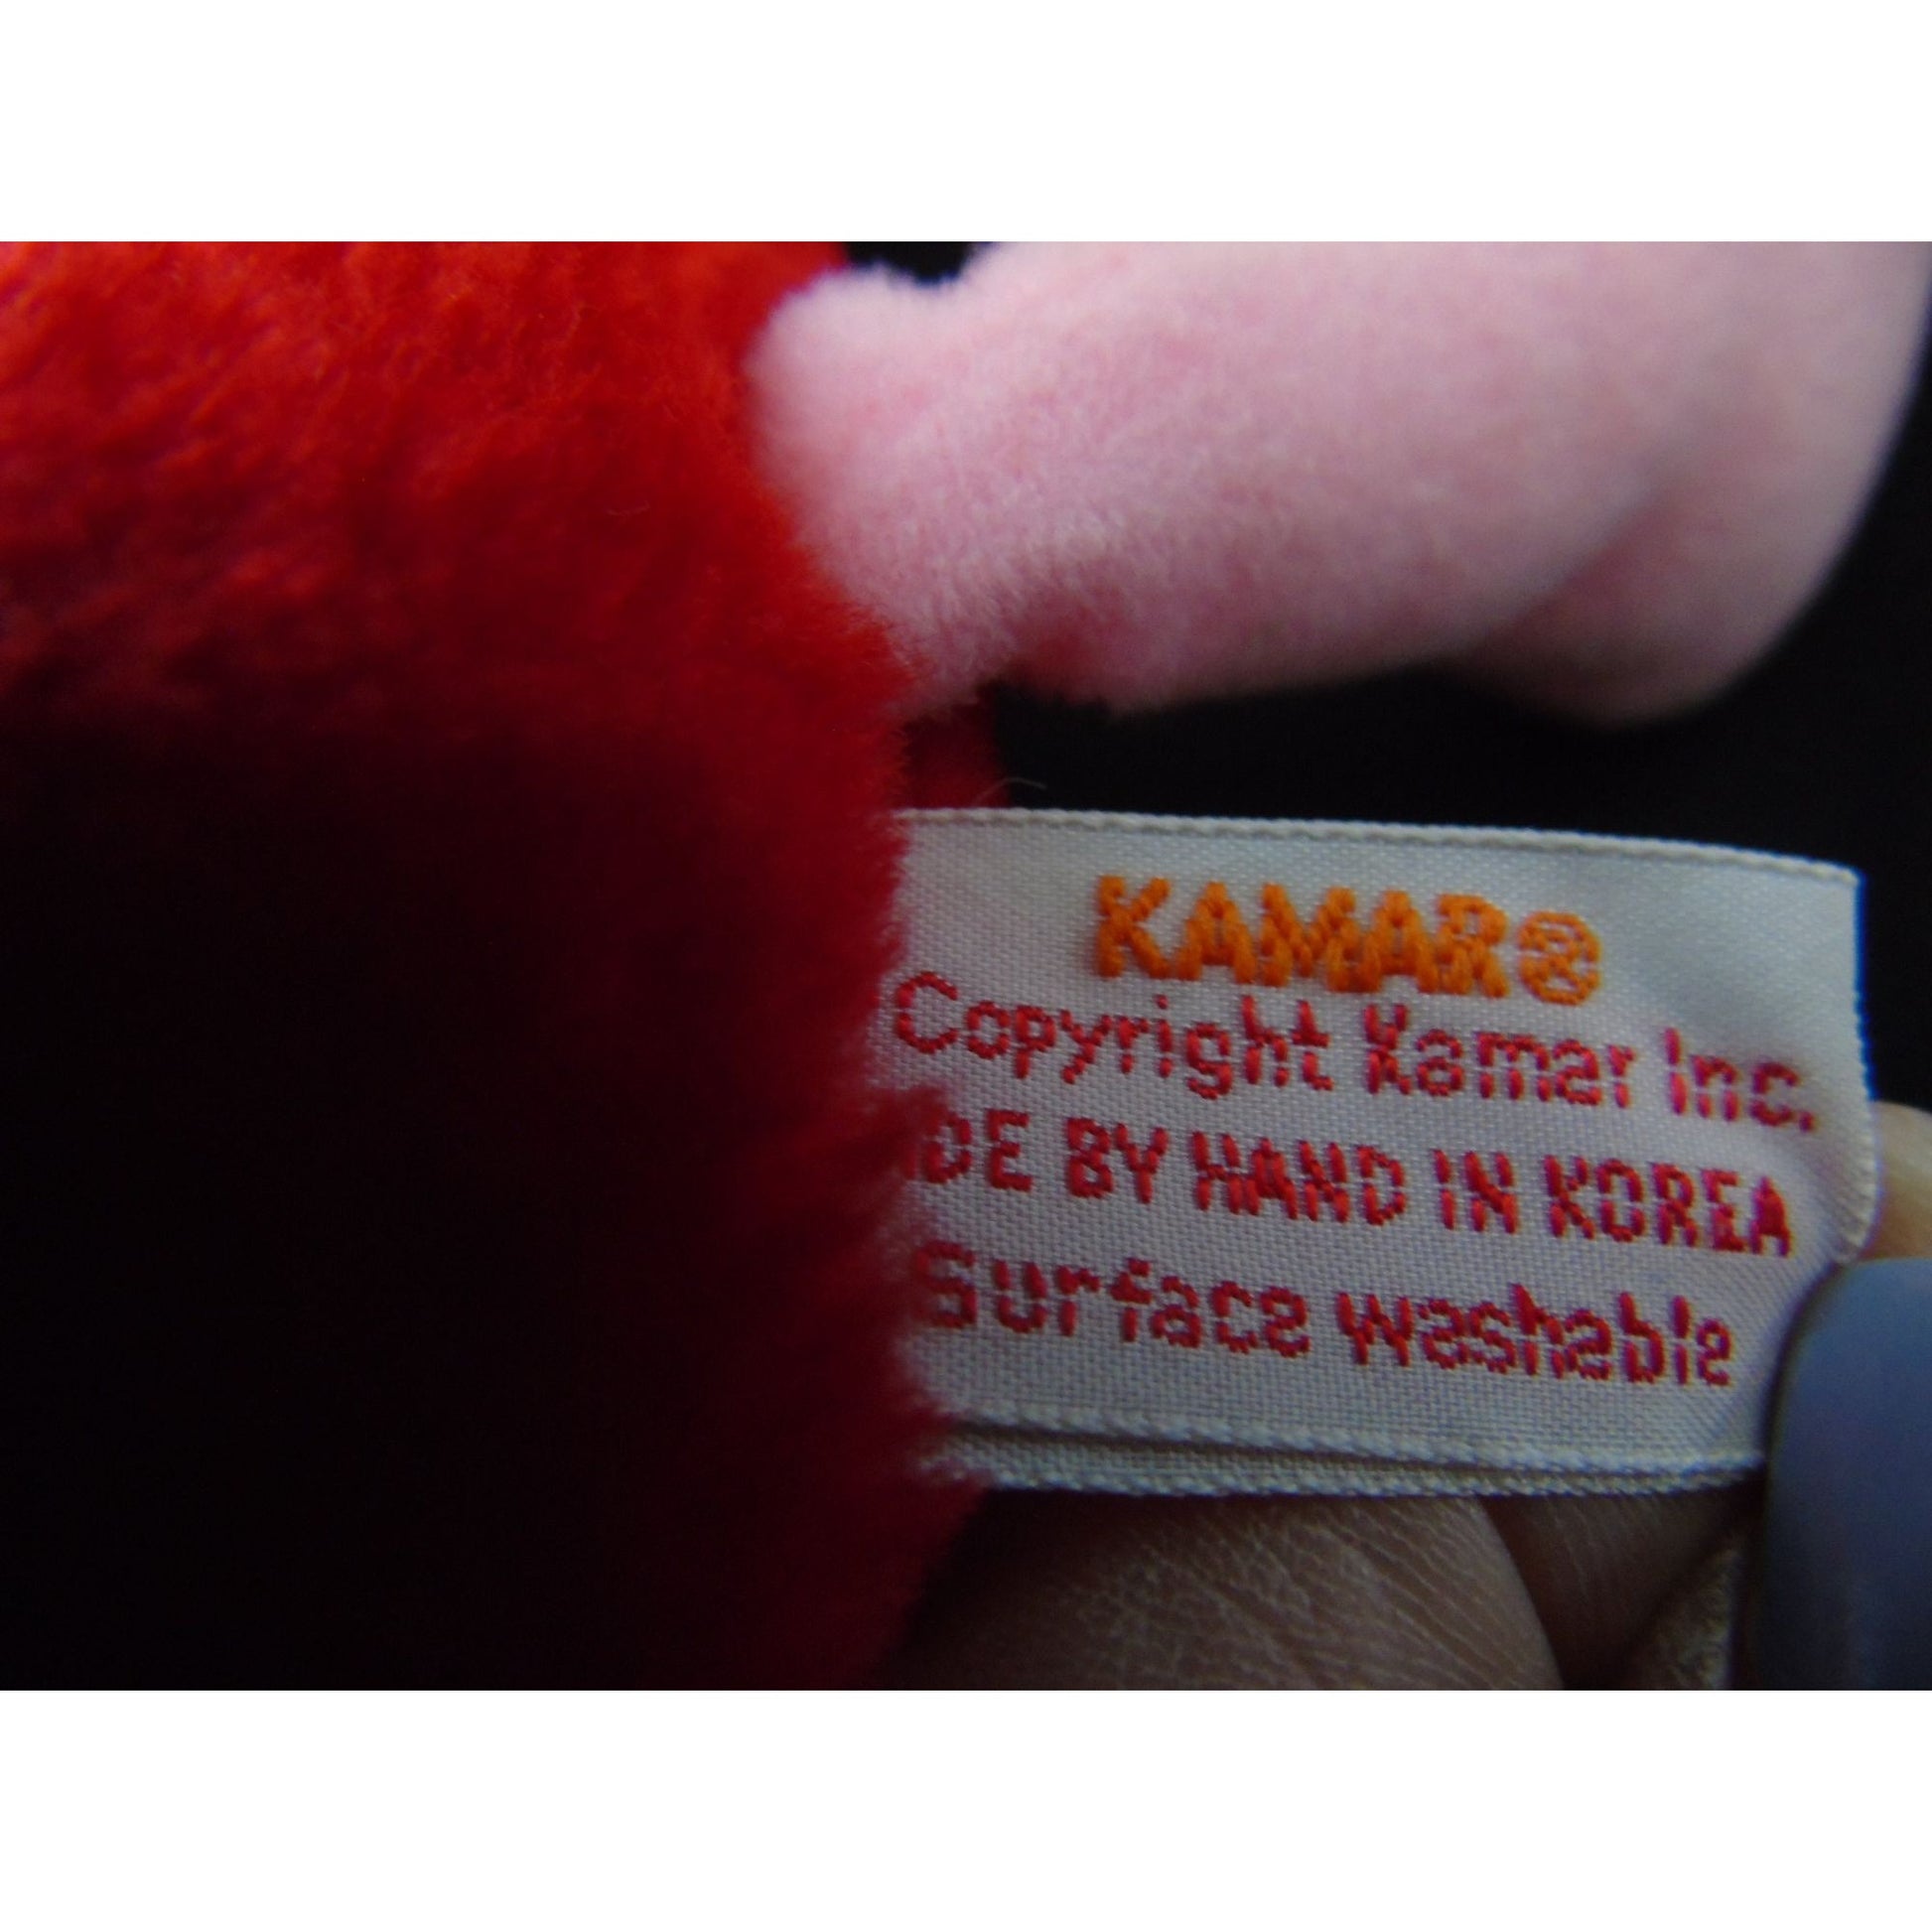 KAMAR®
Copyright Kamar Inc.
DE BY HAND IN KOREA
Surface washable